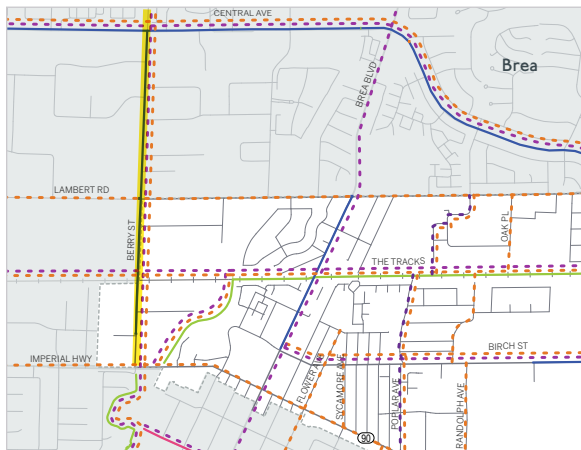 CENTRAL AVE
Brea
BREA BLVD
LAMBERT RD
BERRY ST
OAK PL
THE TRACKS
IMPERIAL HWY
BIRCH ST
FLOWER AVE
SYCAMORE AVE
POPLAR AVE
RANDOLPH AVE
90